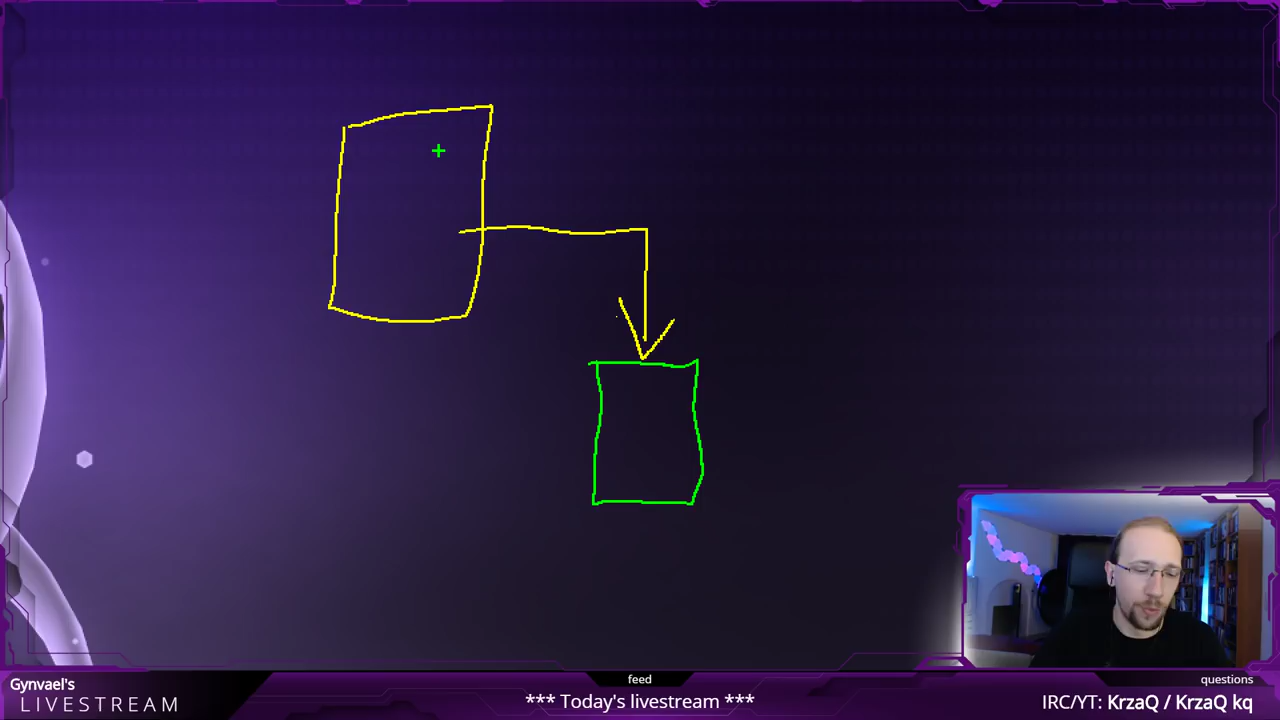 Gynvael's
LIVESTREAM
feed
*** Today's livestream ***
questions
IRC/YT: KrzaQ / KrzaQ kq